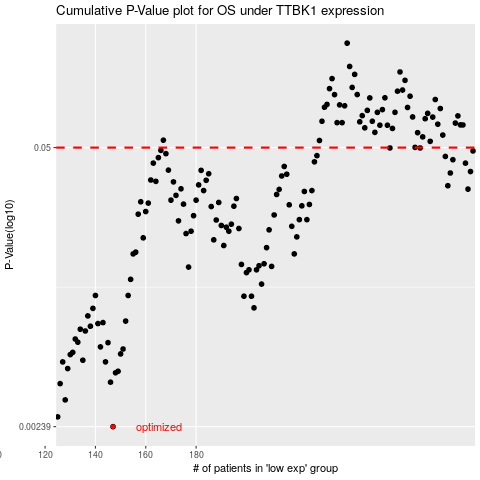 Cumulative P-Value plot for OS under TTBK1 expression
P-Value(log10)
0.05
0.00239
optimized
0
120
140
160
180
# of patients in 'low exp' group